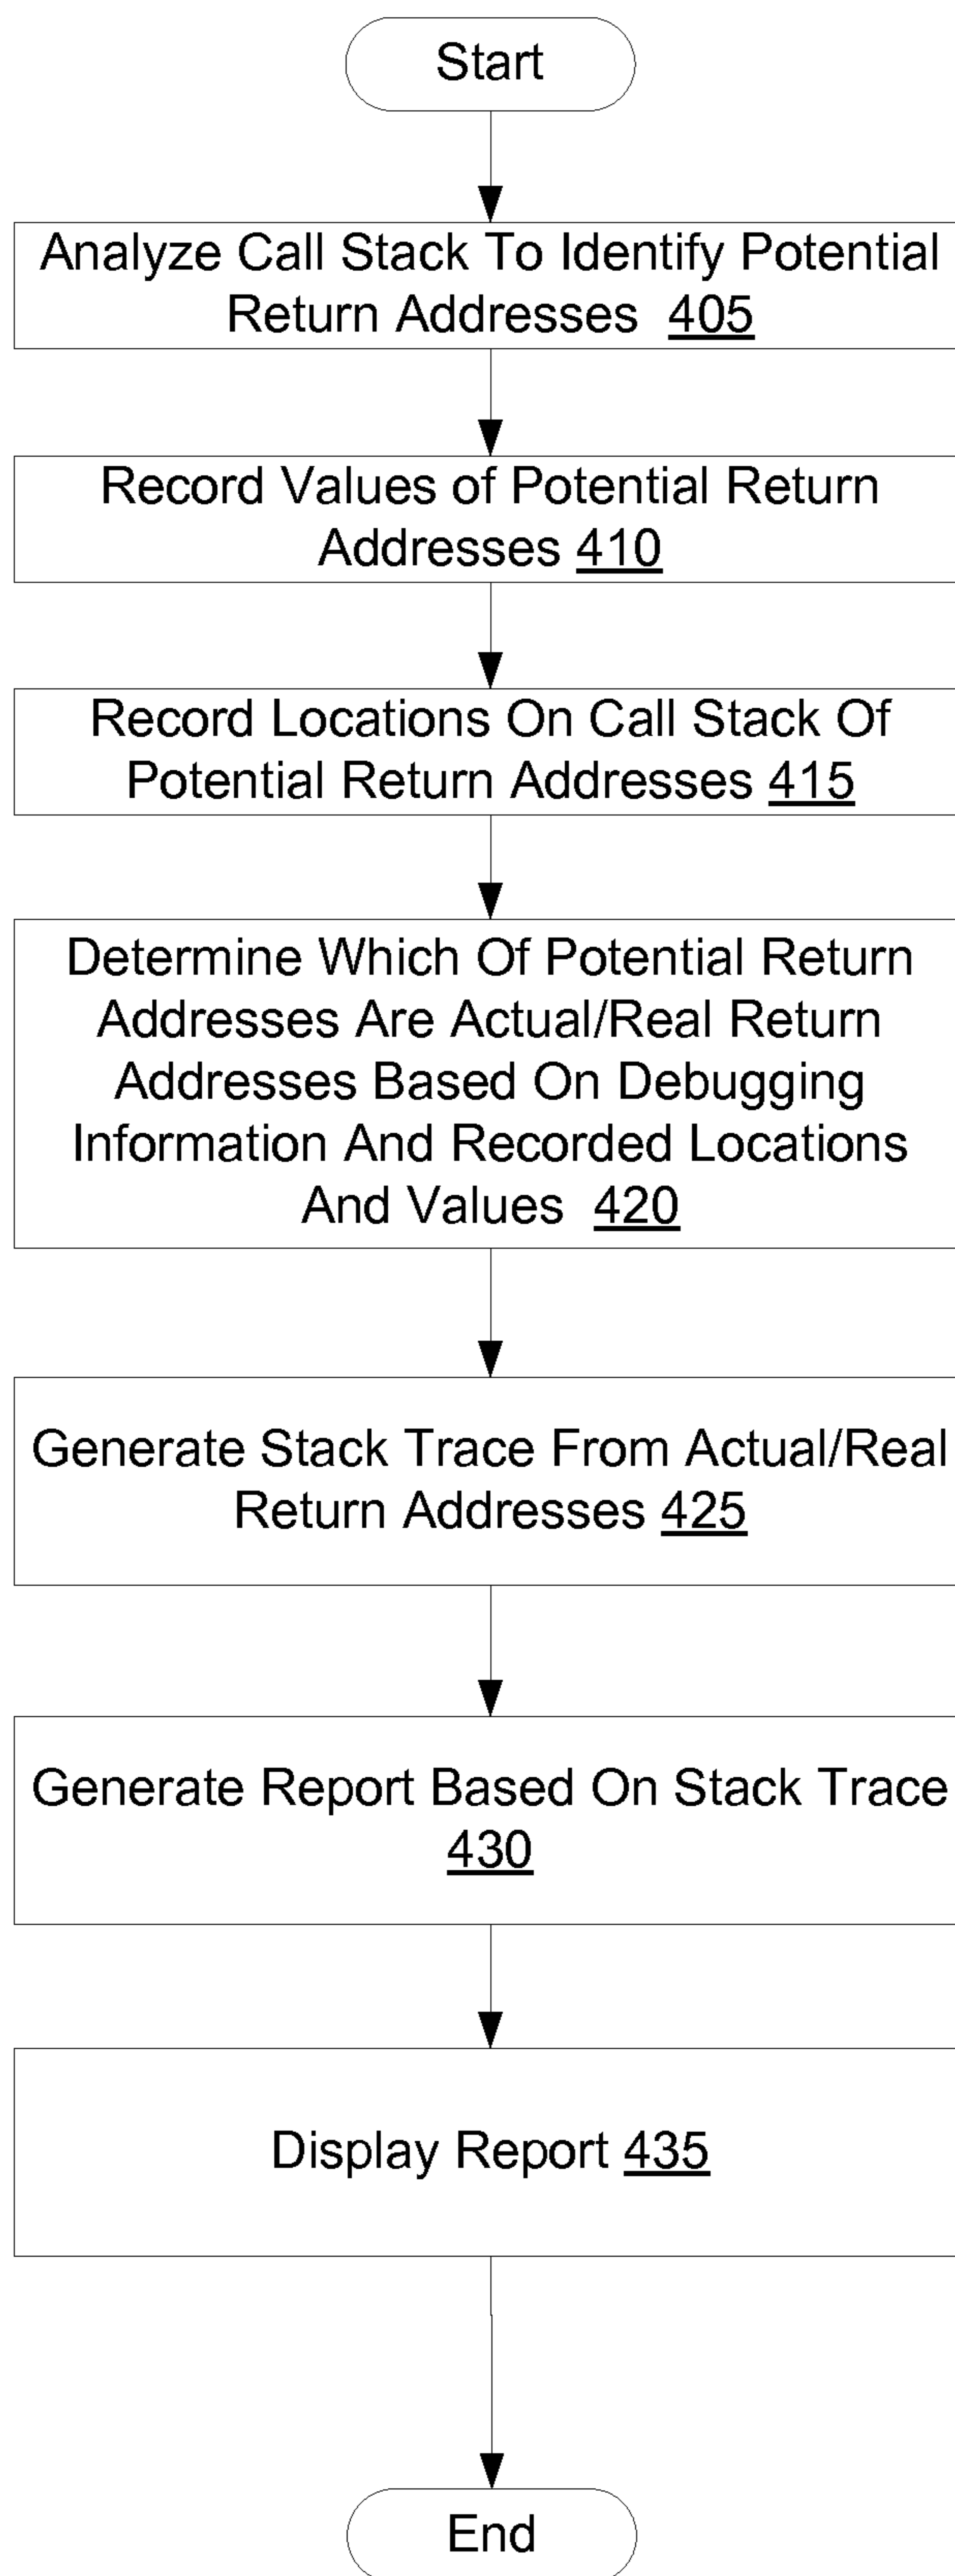 Start
Analyze Call Stack To Identify Potential
Return Addresses 405
Record Values of Potential Return
Addresses 410
Record Locations On Call Stack Of
Potential Return Addresses 415
Determine Which Of Potential Return
Addresses Are Actual/Real Return
Addresses Based On Debugging
Information And Recorded Locations
And Values 420
Generate Stack Trace From Actual/Real
Return Addresses 425
Generate Report Based On Stack Trace
430
Display Report 435
End